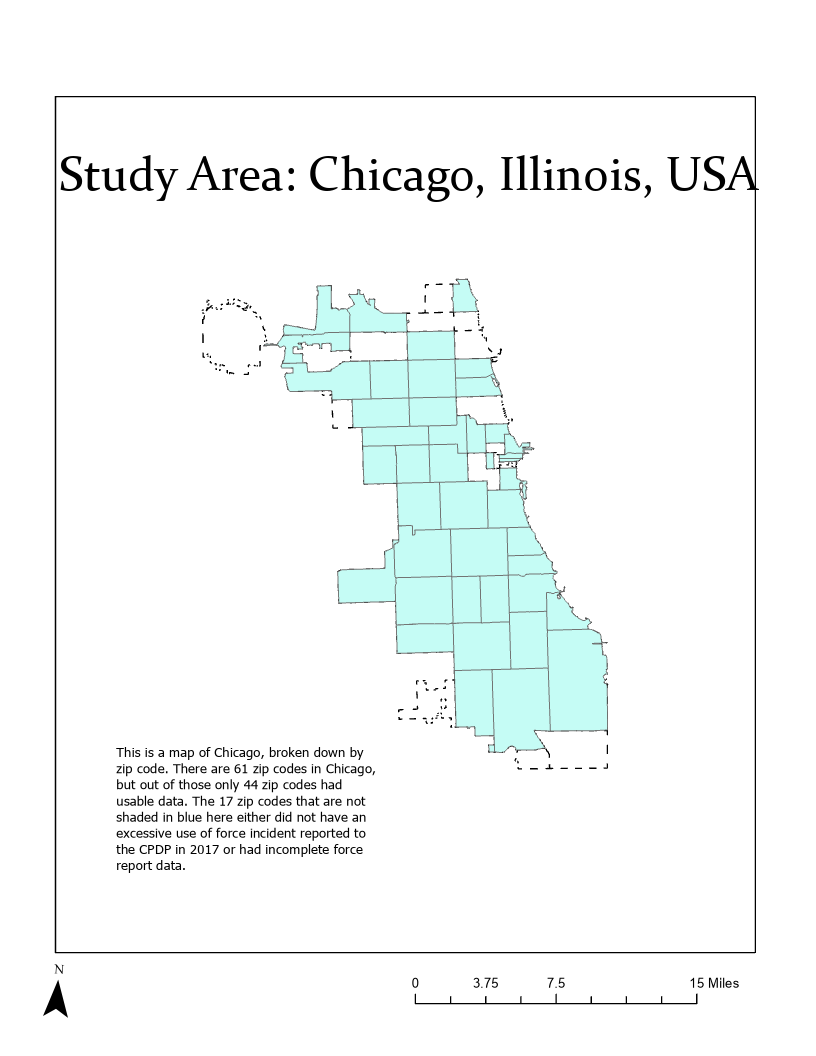 Study Area: Chicago, Illinois, USA
This is a map of Chicago, broken down by
zip code. There are 61 zip codes in Chicago,
but out of those only 44 zip codes had
usable data. The 17 zip codes that are not
shaded in blue here either did not have an
excessive use of force incident reported to
the CPDP in 2017 or had incomplete force
report data.
N
0 3.75 7.5 15 Miles